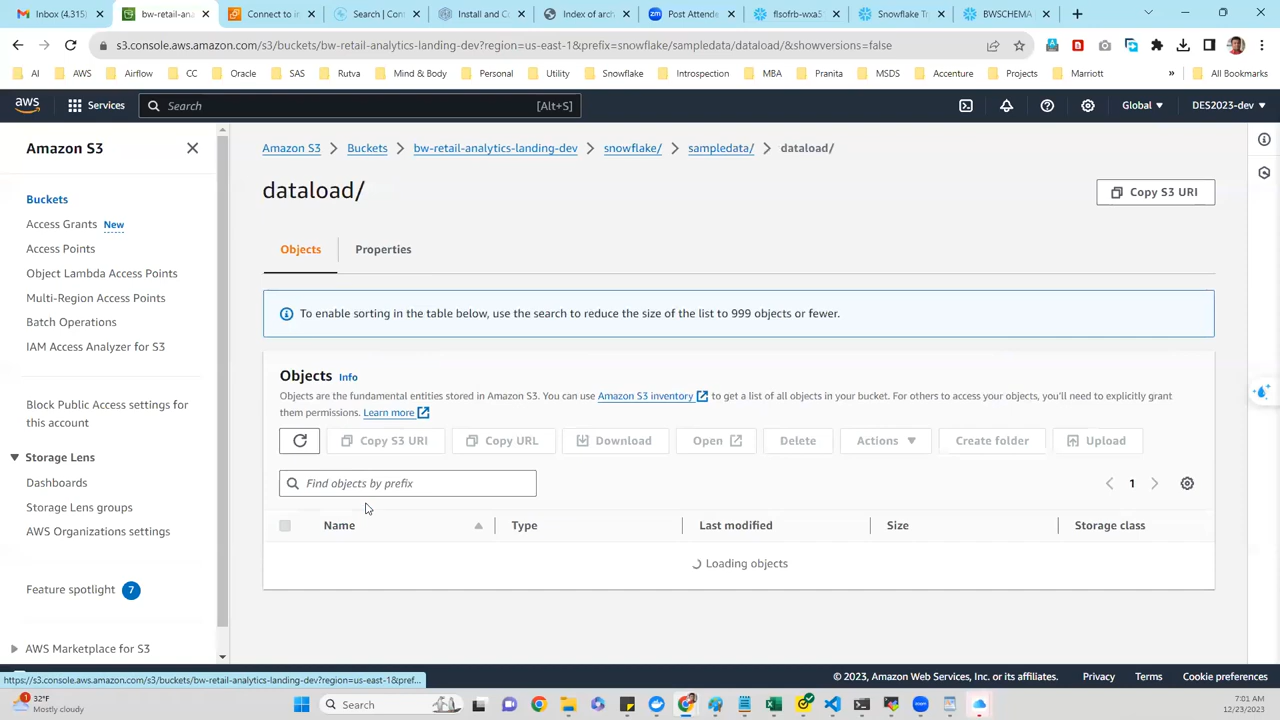 Inbox (4,315)
bw-retail-anal
Connect to in
Search | Con
Install and Co
Index of arch
Post Attende
flsofrb-wxa5
Snowflake Tr
BWSCHEMA
s3.console.aws.amazon.com/s3/buckets/bw-retail-analytics-landing-dev?region=us-east-1&prefix=snowflake/sampledata/dataload/&showversions=false
AI AWS Airflow CC Oracle SAS Rutva Mind & Body Personal Utility Snowflake Introspection MBA Pranita MSDS Accenture Projects Marriott » All Bookmarks
aws Services Search [Alt+S] Global DES2023-dev
Amazon S3
Buckets
Access Grants New
Access Points
Object Lambda Access Points
Multi-Region Access Points
Batch Operations
IAM Access Analyzer for S3
Block Public Access settings for
this account
Storage Lens
Dashboards
Storage Lens groups
AWS Organizations settings
Feature spotlight 7
AWS Marketplace for S3
Amazon S3 > Buckets > bw-retail-analytics-landing-dev > snowflake/ > sampledata/ > dataload/
dataload/
Copy S3 URI
Objects Properties
To enable sorting in the table below, use the search to reduce the size of the list to 999 objects or fewer.
Objects Info
Objects are the fundamental entities stored in Amazon S3. You can use Amazon S3 inventory to get a list of all objects in your bucket. For others to access your objects, you'll need to explicitly grant
them permissions. Learn more
Copy S3 URI Copy URL Download Open Delete Actions Create folder Upload
Find objects by prefix
1
Name Type Last modified Size Storage class
Loading objects
https://s3.console.aws.amazon.com/s3/buckets/bw-retail-analytics-landing-dev?region=us-east-1&pref...
© 2023, Amazon Web Services, Inc. or its affiliates. Privacy Terms Cookie preferences
1
32°F
Mostly cloudy
Search
7:01 AM
12/23/2023